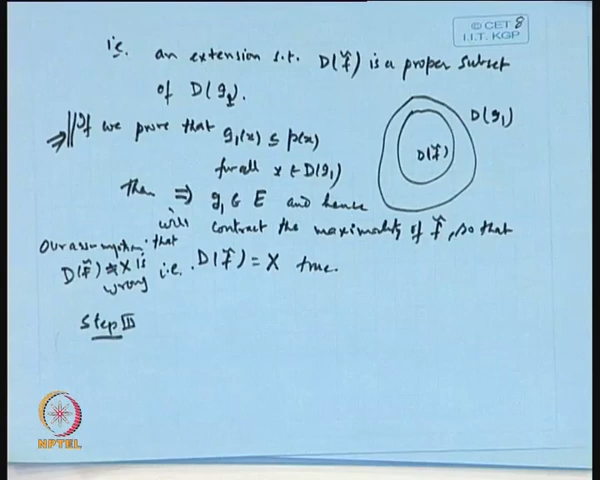 © CET 8
I.I.T. KGP
i.e. an extension s.t. D(f̃) is a proper subset
of D(g₁).
⇒ || If we prove that g₁(x) ≤ p(x)
for all x ∈ D(g₁)
D(g₁)
D(f̃)
Then ⇒ g₁ ∈ E and hence
will contract the maximality of f̃, so that
Our assumption that
D(f̃) ≠ X is
wrong i.e. D(f̃) = X true.
Step III
NPTEL